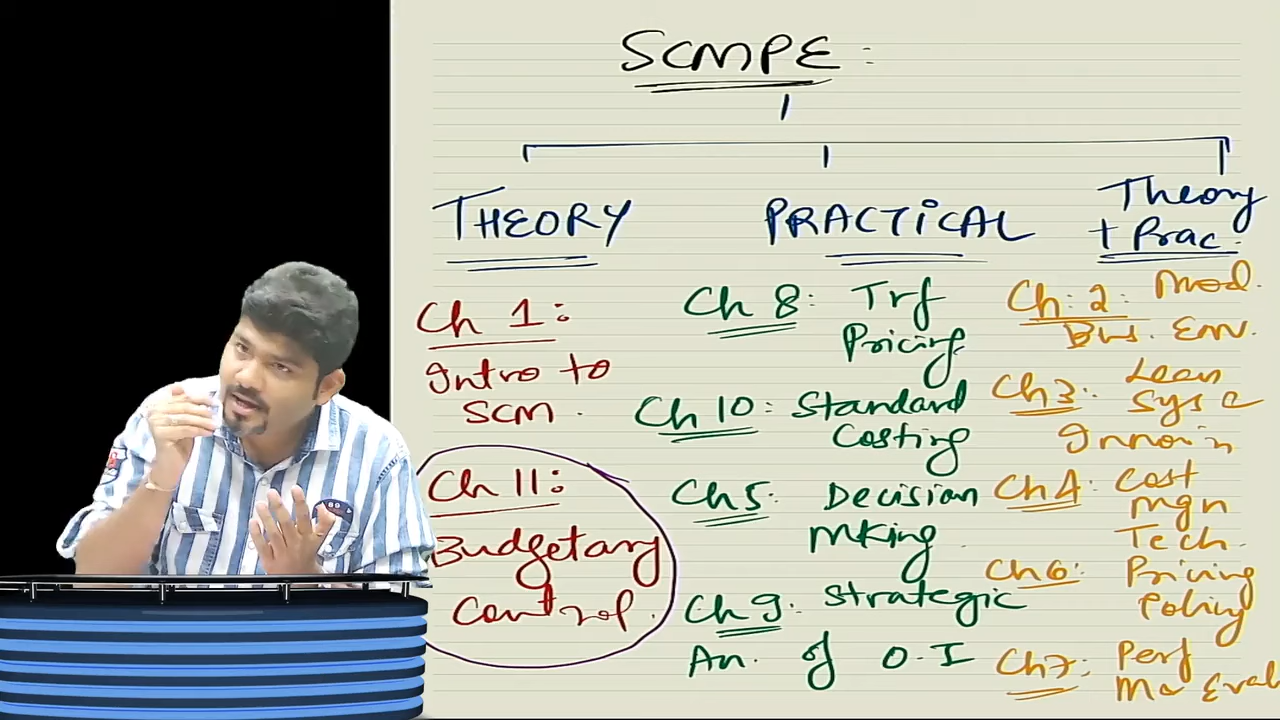 SCMPE:
THEORY
Ch 1:
Intro to
SCM.
Ch 11:
Budgetary
Control.
PRACTICAL
Ch 8: Trf
Pricing
Ch 10: Standard
Costing
Ch 5. Decision
Mking
Ch 9. Strategic
An. of O.I
Theory
+ Prac.
Ch: 2: Mod.
Bus. Env.
Ch 3: Lean
Sys &
Ch 4: Cost
Mgn
Tech.
Ch 6: Pricing
Policy
Ch 7: Perf
Eval